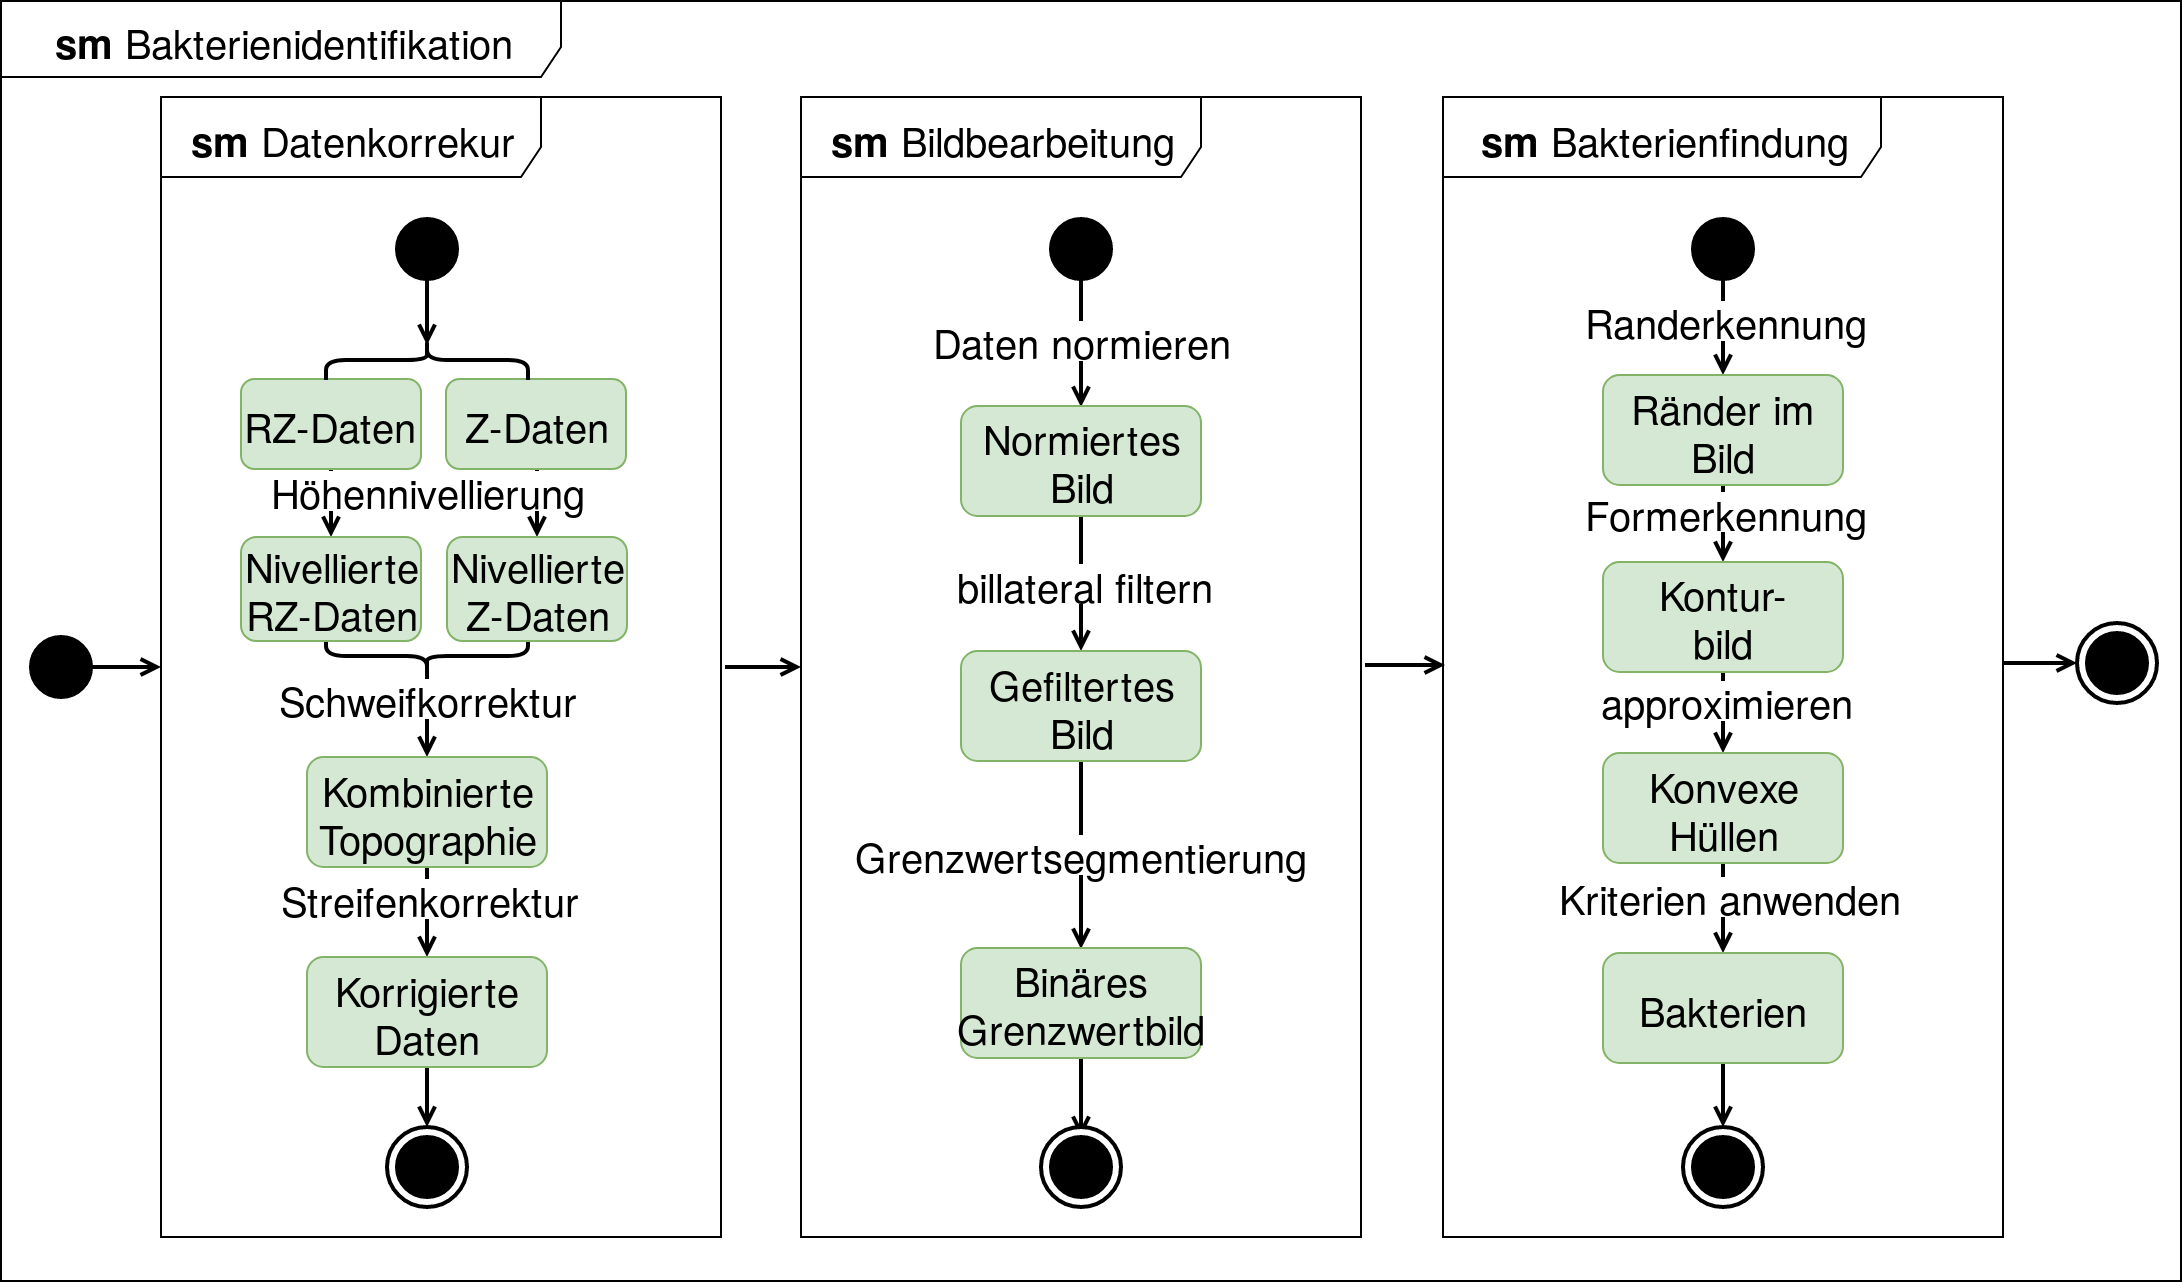 sm Bakterienidentifikation
sm Datenkorrekur
RZ-Daten
Z-Daten
Höhennivellierung
Nivellierte
RZ-Daten
Nivellierte
Z-Daten
Schweifkorrektur
Kombinierte
Topographie
Streifenkorrektur
Korrigierte
Daten
sm Bildbearbeitung
Daten normieren
Normiertes
Bild
billateral filtern
Gefiltertes
Bild
Grenzwertsegmentierung
Binäres
Grenzwertbild
sm Bakterienfindung
Randerkennung
Ränder im
Bild
Formerkennung
Kontur-
bild
approximieren
Konvexe
Hüllen
Kriterien anwenden
Bakterien